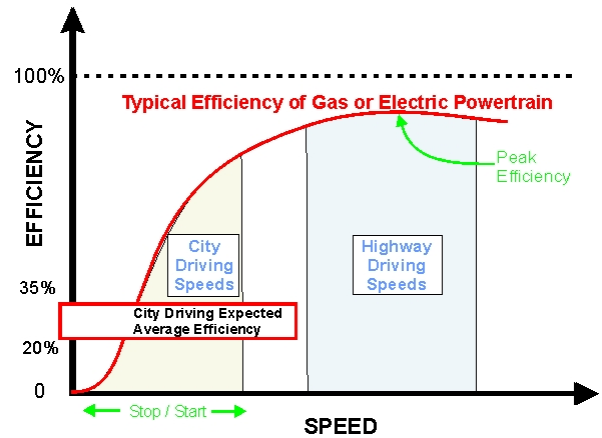 100%
Typical Efficiency of Gas or Electric Powertrain
Peak
Efficiency
EFFICIENCY
City
Driving
Speeds
Highway
Driving
Speeds
35%
City Driving Expected
Average Efficiency
20%
0
Stop / Start
SPEED